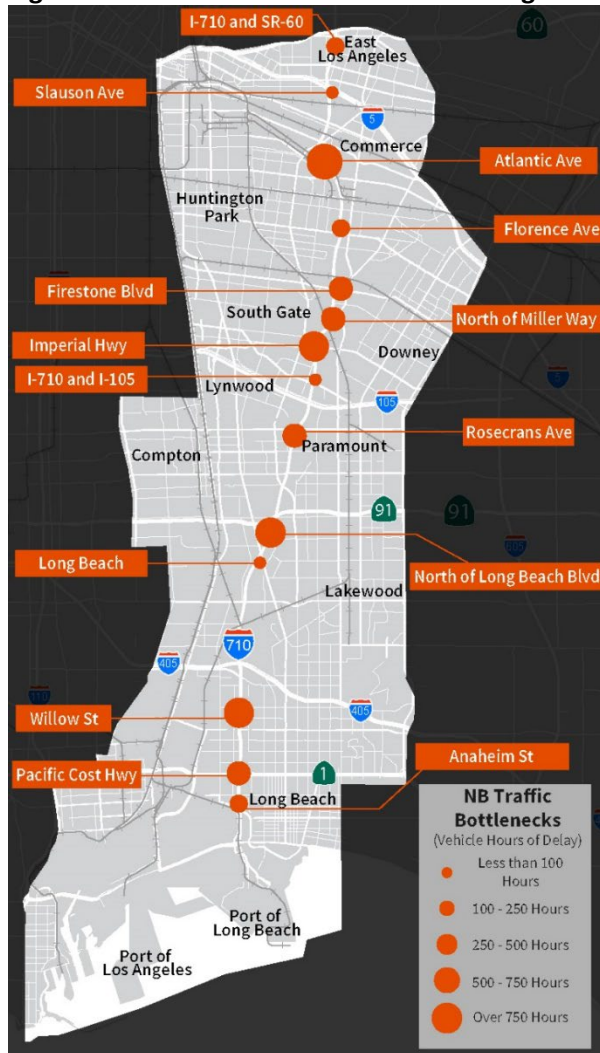 I-710 and SR-60
60
East
Los Angeles
Slauson Ave
5
Commerce
Atlantic Ave
Huntington
Park
Florence Ave
Firestone Blvd
South Gate
North of Miller Way
Imperial Hwy
Downey
I-710 and I-105
Lynwood
5
105
Rosecrans Ave
Paramount
Compton
91
91
Long Beach
North of Long Beach Blvd
605
Lakewood
710
405
405
110
Willow St
Anaheim St
Pacific Cost Hwy
1
Long Beach
NB Traffic
Bottlenecks
(Vehicle Hours of Delay)
Less than 100
Hours
100 - 250 Hours
250 - 500 Hours
500 - 750 Hours
Over 750 Hours
Port of
Long Beach
Port of
Los Angeles